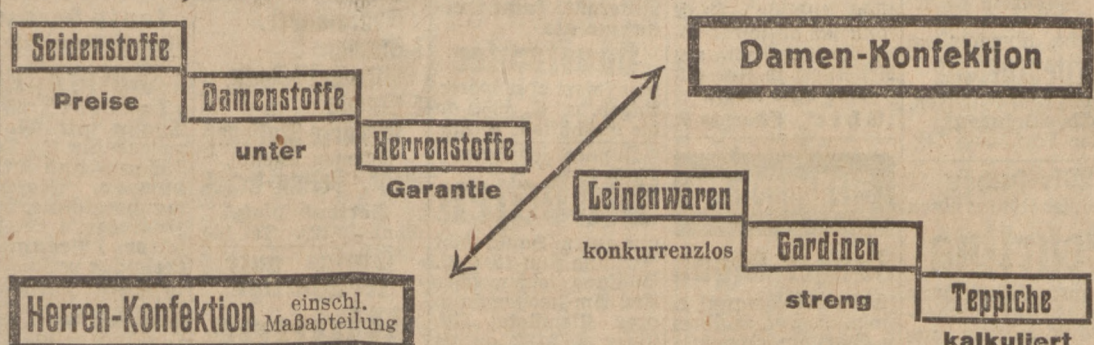 Seidenstoffe
Preise
Damenstoffe
unter
Herrenstoffe
Garantie
Damen-Konfektion
Leinenwaren
konkurrenzlos
Gardinen
streng
Teppiche
kalkuliert
Herren-Konfektion einschl.
Maßabteilung